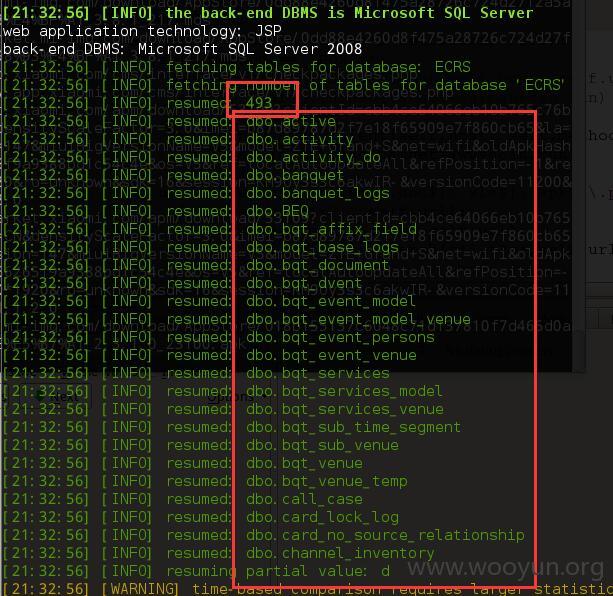 [21:32:56] [INFO] the back-end DBMS is Microsoft SQL Server
web application technology: JSP
back-end DBMS: Microsoft SQL Server 2008
[21:32:56] [INFO] fetching tables for database: ECRS
[21:32:56] [INFO] fetching number of tables for database 'ECRS'
[21:32:56] [INFO] resumed: 493
[21:32:56] [INFO] resumed: dbo.active
[21:32:56] [INFO] resumed: dbo.activity
[21:32:56] [INFO] resumed: dbo.activity_do
[21:32:56] [INFO] resumed: dbo.banquet
[21:32:56] [INFO] resumed: dbo.banquet_logs
[21:32:56] [INFO] resumed: dbo.BEO
[21:32:56] [INFO] resumed: dbo.bqt_affix_field
[21:32:56] [INFO] resumed: dbo.bqt_base_logs
[21:32:56] [INFO] resumed: dbo.bqt_document
[21:32:56] [INFO] resumed: dbo.bqt_dvent
[21:32:56] [INFO] resumed: dbo.bqt_event_model
[21:32:56] [INFO] resumed: dbo.bqt_event_model_venue
[21:32:56] [INFO] resumed: dbo.bqt_event_persons
[21:32:56] [INFO] resumed: dbo.bqt_event_venue
[21:32:56] [INFO] resumed: dbo.bqt_services
[21:32:56] [INFO] resumed: dbo.bqt_services_model
[21:32:56] [INFO] resumed: dbo.bqt_services_venue
[21:32:56] [INFO] resumed: dbo.bqt_sub_time_segment
[21:32:56] [INFO] resumed: dbo.bqt_sub_venue
[21:32:56] [INFO] resumed: dbo.bqt_venue
[21:32:56] [INFO] resumed: dbo.bqt_venue_temp
[21:32:56] [INFO] resumed: dbo.call_case
[21:32:56] [INFO] resumed: dbo.card_lock_log
[21:32:56] [INFO] resumed: dbo.card_no_source_relationship
[21:32:56] [INFO] resumed: dbo.channel_inventory
[21:32:56] [INFO] resuming partial value: d
www.wooyun.org
[21:32:56] [WARNING] time-based comparison requires larger statistic